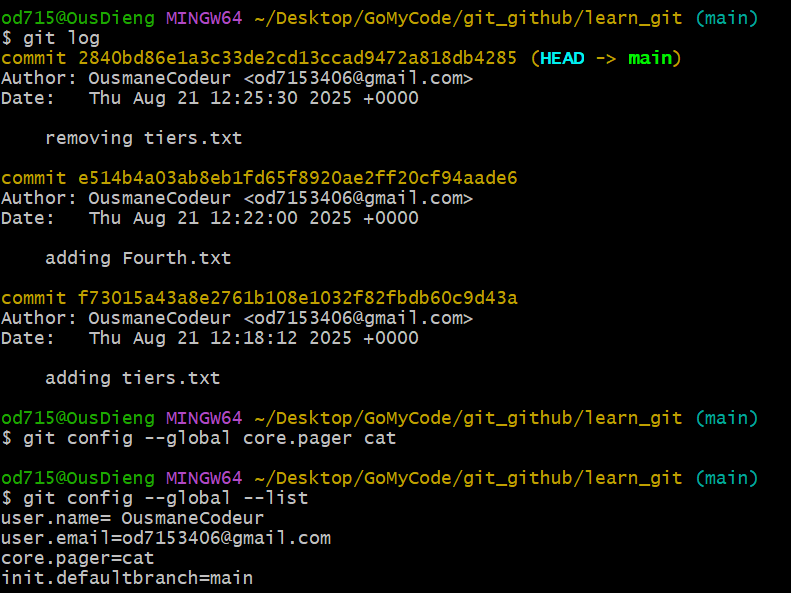 od715@OusDieng MINGW64 ~/Desktop/GoMyCode/git_github/learn_git (main)
$ git log
commit 2840bd86e1a3c33de2cd13ccad9472a818db4285 (HEAD -> main)
Author: OusmaneCodeur <od7153406@gmail.com>
Date:   Thu Aug 21 12:25:30 2025 +0000

    removing tiers.txt

commit e514b4a03ab8eb1fd65f8920ae2ff20cf94aade6
Author: OusmaneCodeur <od7153406@gmail.com>
Date:   Thu Aug 21 12:22:00 2025 +0000

    adding Fourth.txt

commit f73015a43a8e2761b108e1032f82fbdb60c9d43a
Author: OusmaneCodeur <od7153406@gmail.com>
Date:   Thu Aug 21 12:18:12 2025 +0000

    adding tiers.txt

od715@OusDieng MINGW64 ~/Desktop/GoMyCode/git_github/learn_git (main)
$ git config --global core.pager cat

od715@OusDieng MINGW64 ~/Desktop/GoMyCode/git_github/learn_git (main)
$ git config --global --list
user.name= OusmaneCodeur
user.email=od7153406@gmail.com
core.pager=cat
init.defaultbranch=main